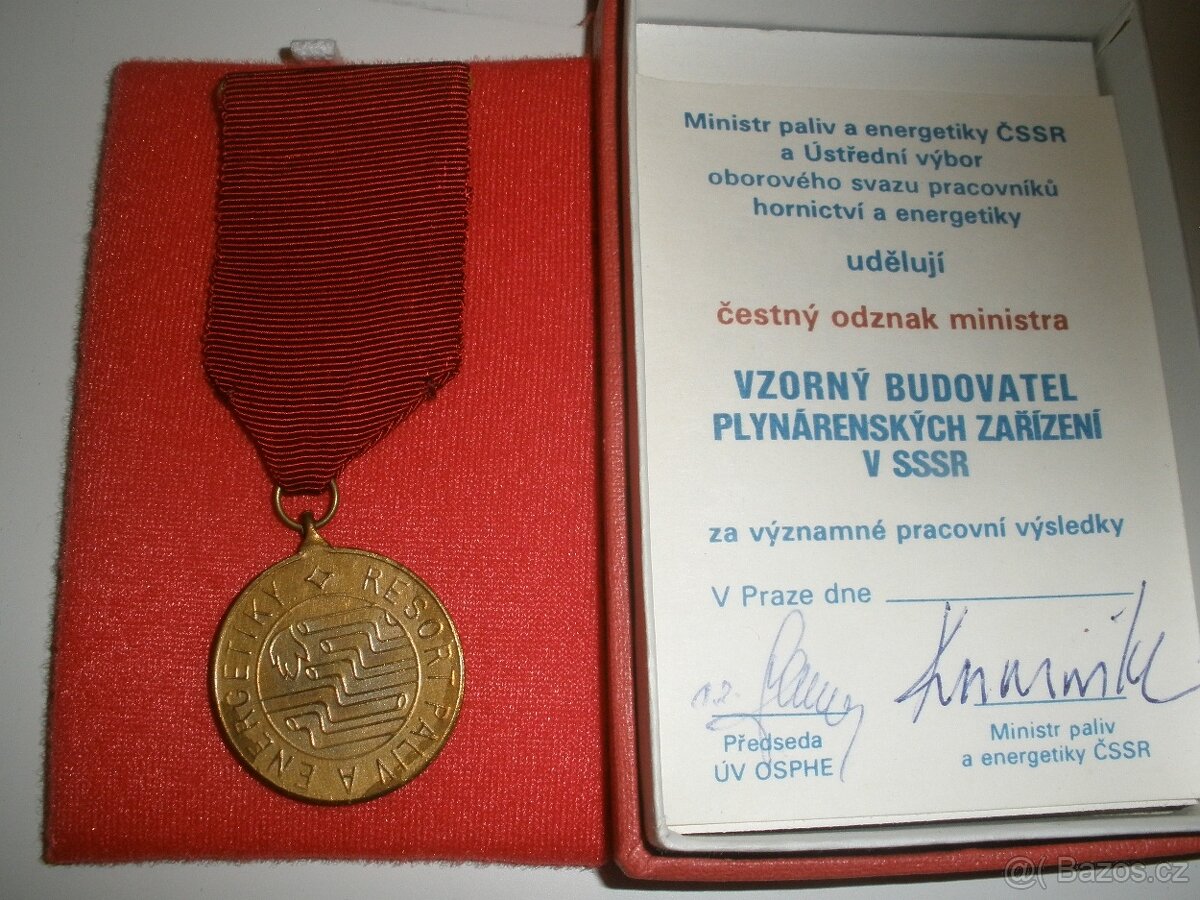 RESORT PALIV A ENERGETIKY
Ministr paliv a energetiky ČSSR
a Ústřední výbor
oborového svazu pracovníků
hornictví a energetiky
udělují
čestný odznak ministra
VZORNÝ BUDOVATEL
PLYNÁRENSKÝCH ZAŘÍZENÍ
V SSSR
za významné pracovní výsledky
V Praze dne
Předseda
ÚV OSPHE
Ministr paliv
a energetiky ČSSR
@( Bazos.cz